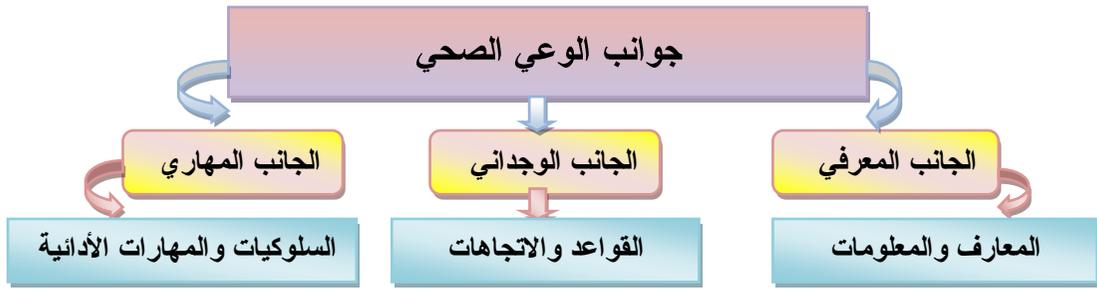 جوانب الوعي الصحي
الجانب المعرفي
الجانب الوجداني
الجانب المهاري
المعارف والمعلومات
القواعد والاتجاهات
السلوكيات والمهارات الأدائية